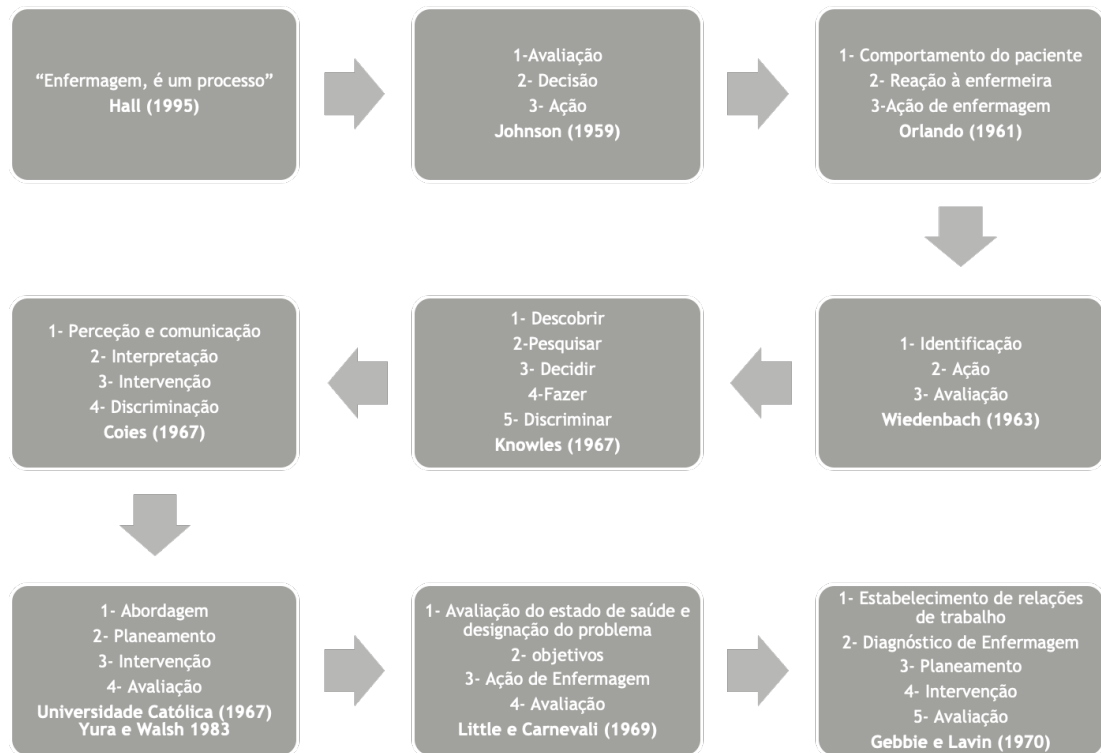 “Enfermagem, é um processo”
Hall (1995)
1-Avaliação
2- Decisão
3- Ação
Johnson (1959)
1- Comportamento do paciente
2- Reação à enfermeira
3-Ação de enfermagem
Orlando (1961)
1- Identificação
2- Ação
3- Avaliação
Wiedenbach (1963)
1- Descobrir
2-Pesquisar
3- Decidir
4-Fazer
5- Discriminar
Knowles (1967)
1- Perceção e comunicação
2- Interpretação
3- Intervenção
4- Discriminação
Coies (1967)
1- Abordagem
2- Planeamento
3- Intervenção
4- Avaliação
Universidade Católica (1967)
Yura e Walsh 1983
1- Avaliação do estado de saúde e
designação do problema
2- objetivos
3- Ação de Enfermagem
4- Avaliação
Little e Carnevali (1969)
1- Estabelecimento de relações
de trabalho
2- Diagnóstico de Enfermagem
3- Planeamento
4- Intervenção
5- Avaliação
Gebbie e Lavin (1970)